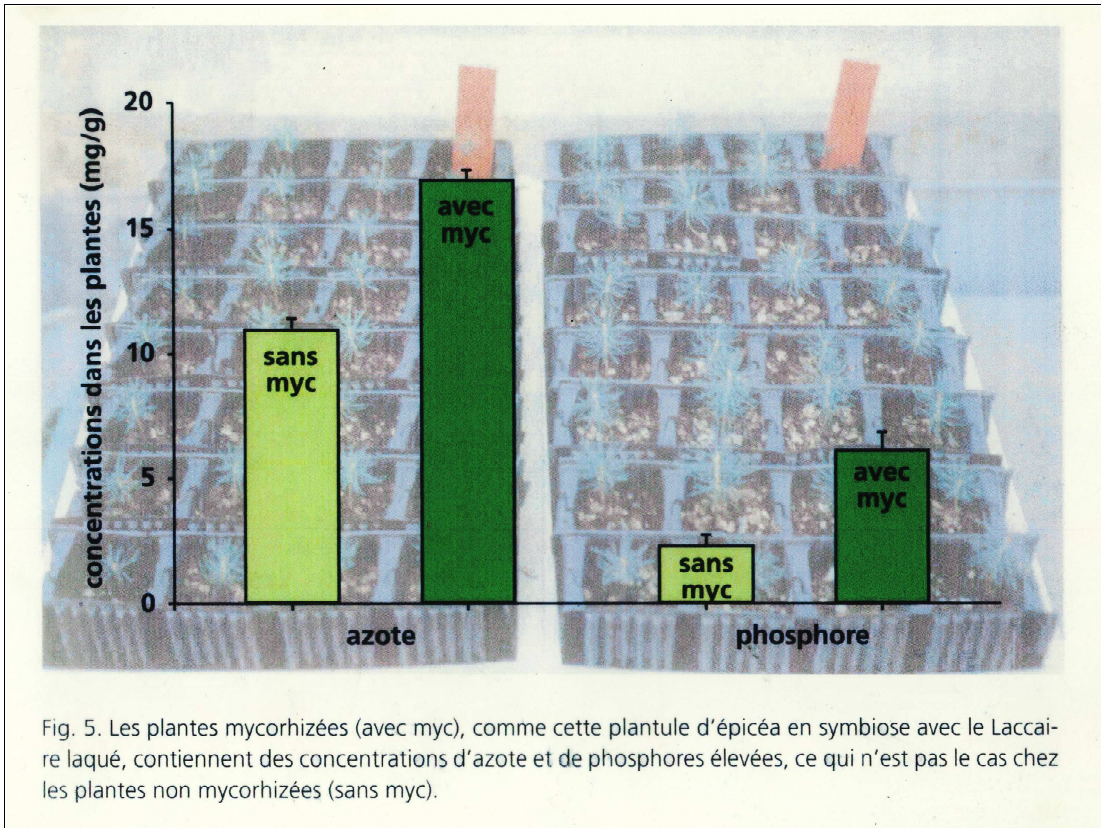 concentrations dans les plantes (mg/g)
20
15
10
5
0
sans
myc
avec
myc
sans
myc
avec
myc
azote
phosphore
Fig. 5. Les plantes mycorhizées (avec myc), comme cette plantule d'épicéa en symbiose avec le Laccai-
re laqué, contiennent des concentrations d'azote et de phosphores élevées, ce qui n'est pas le cas chez
les plantes non mycorhizées (sans myc).